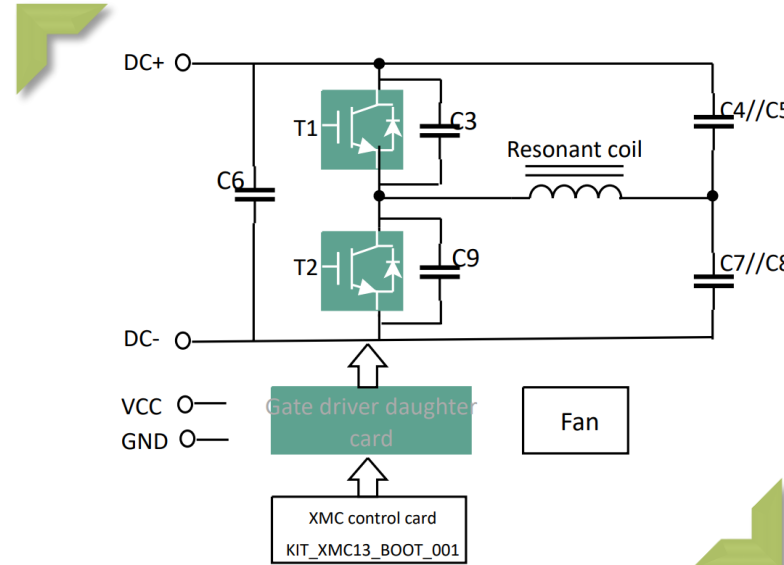 DC+
C4//C5
T1
C3
Resonant coil
C6
T2
C9
C7//C8
DC-
VCC
GND
Gate driver daughter
card
Fan
XMC control card
KIT_XMC13_BOOT_001